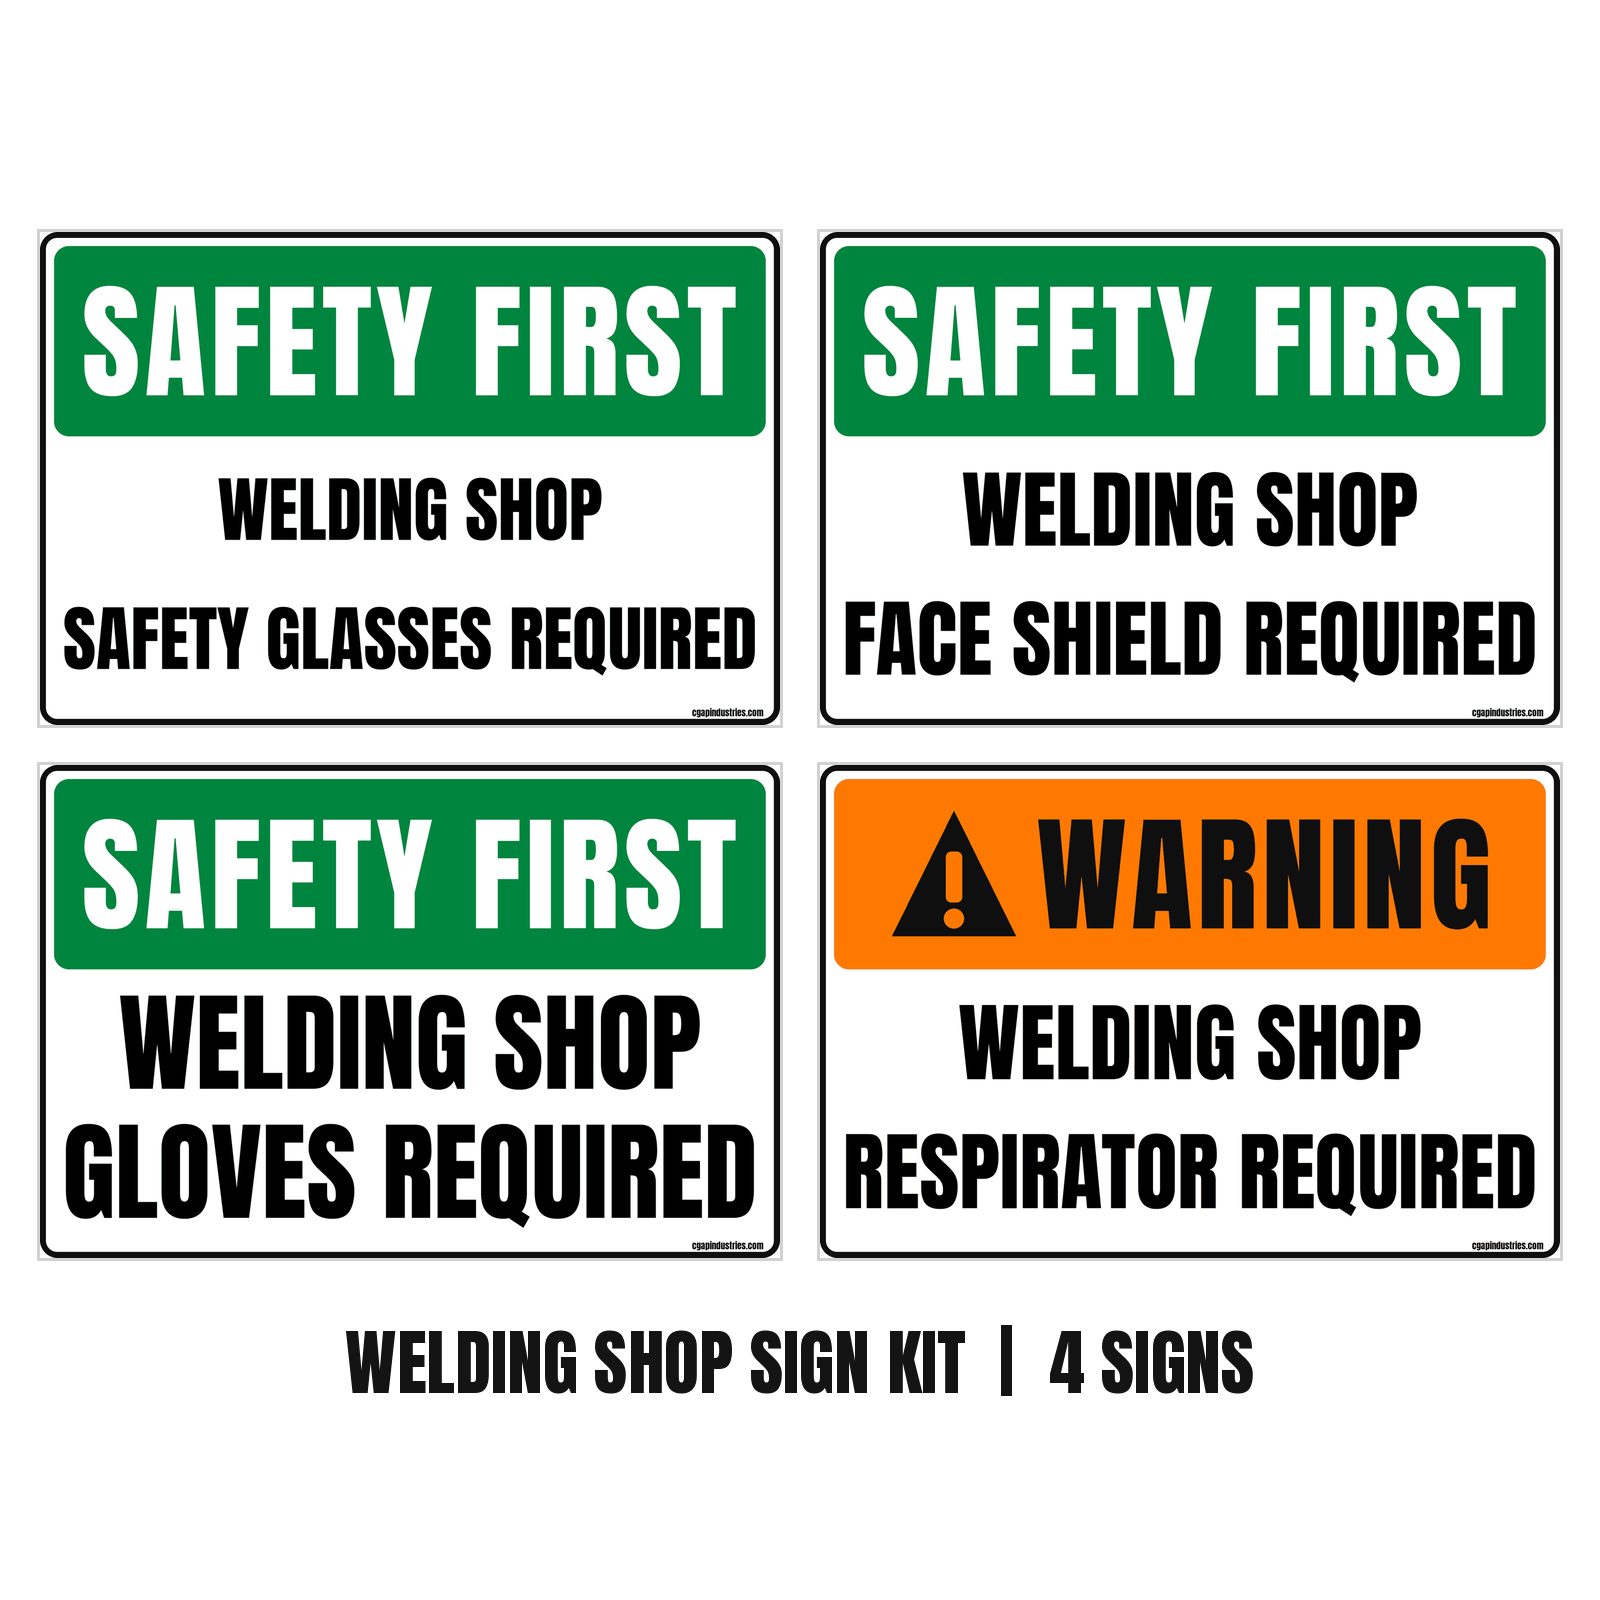 SAFETY FIRST
WELDING SHOP
SAFETY GLASSES REQUIRED
cgapindustries.com
SAFETY FIRST
WELDING SHOP
FACE SHIELD REQUIRED
cgapindustries.com
SAFETY FIRST
WELDING SHOP
GLOVES REQUIRED
cgapindustries.com
WARNING
WELDING SHOP
RESPIRATOR REQUIRED
cgapindustries.com
WELDING SHOP SIGN KIT | 4 SIGNS